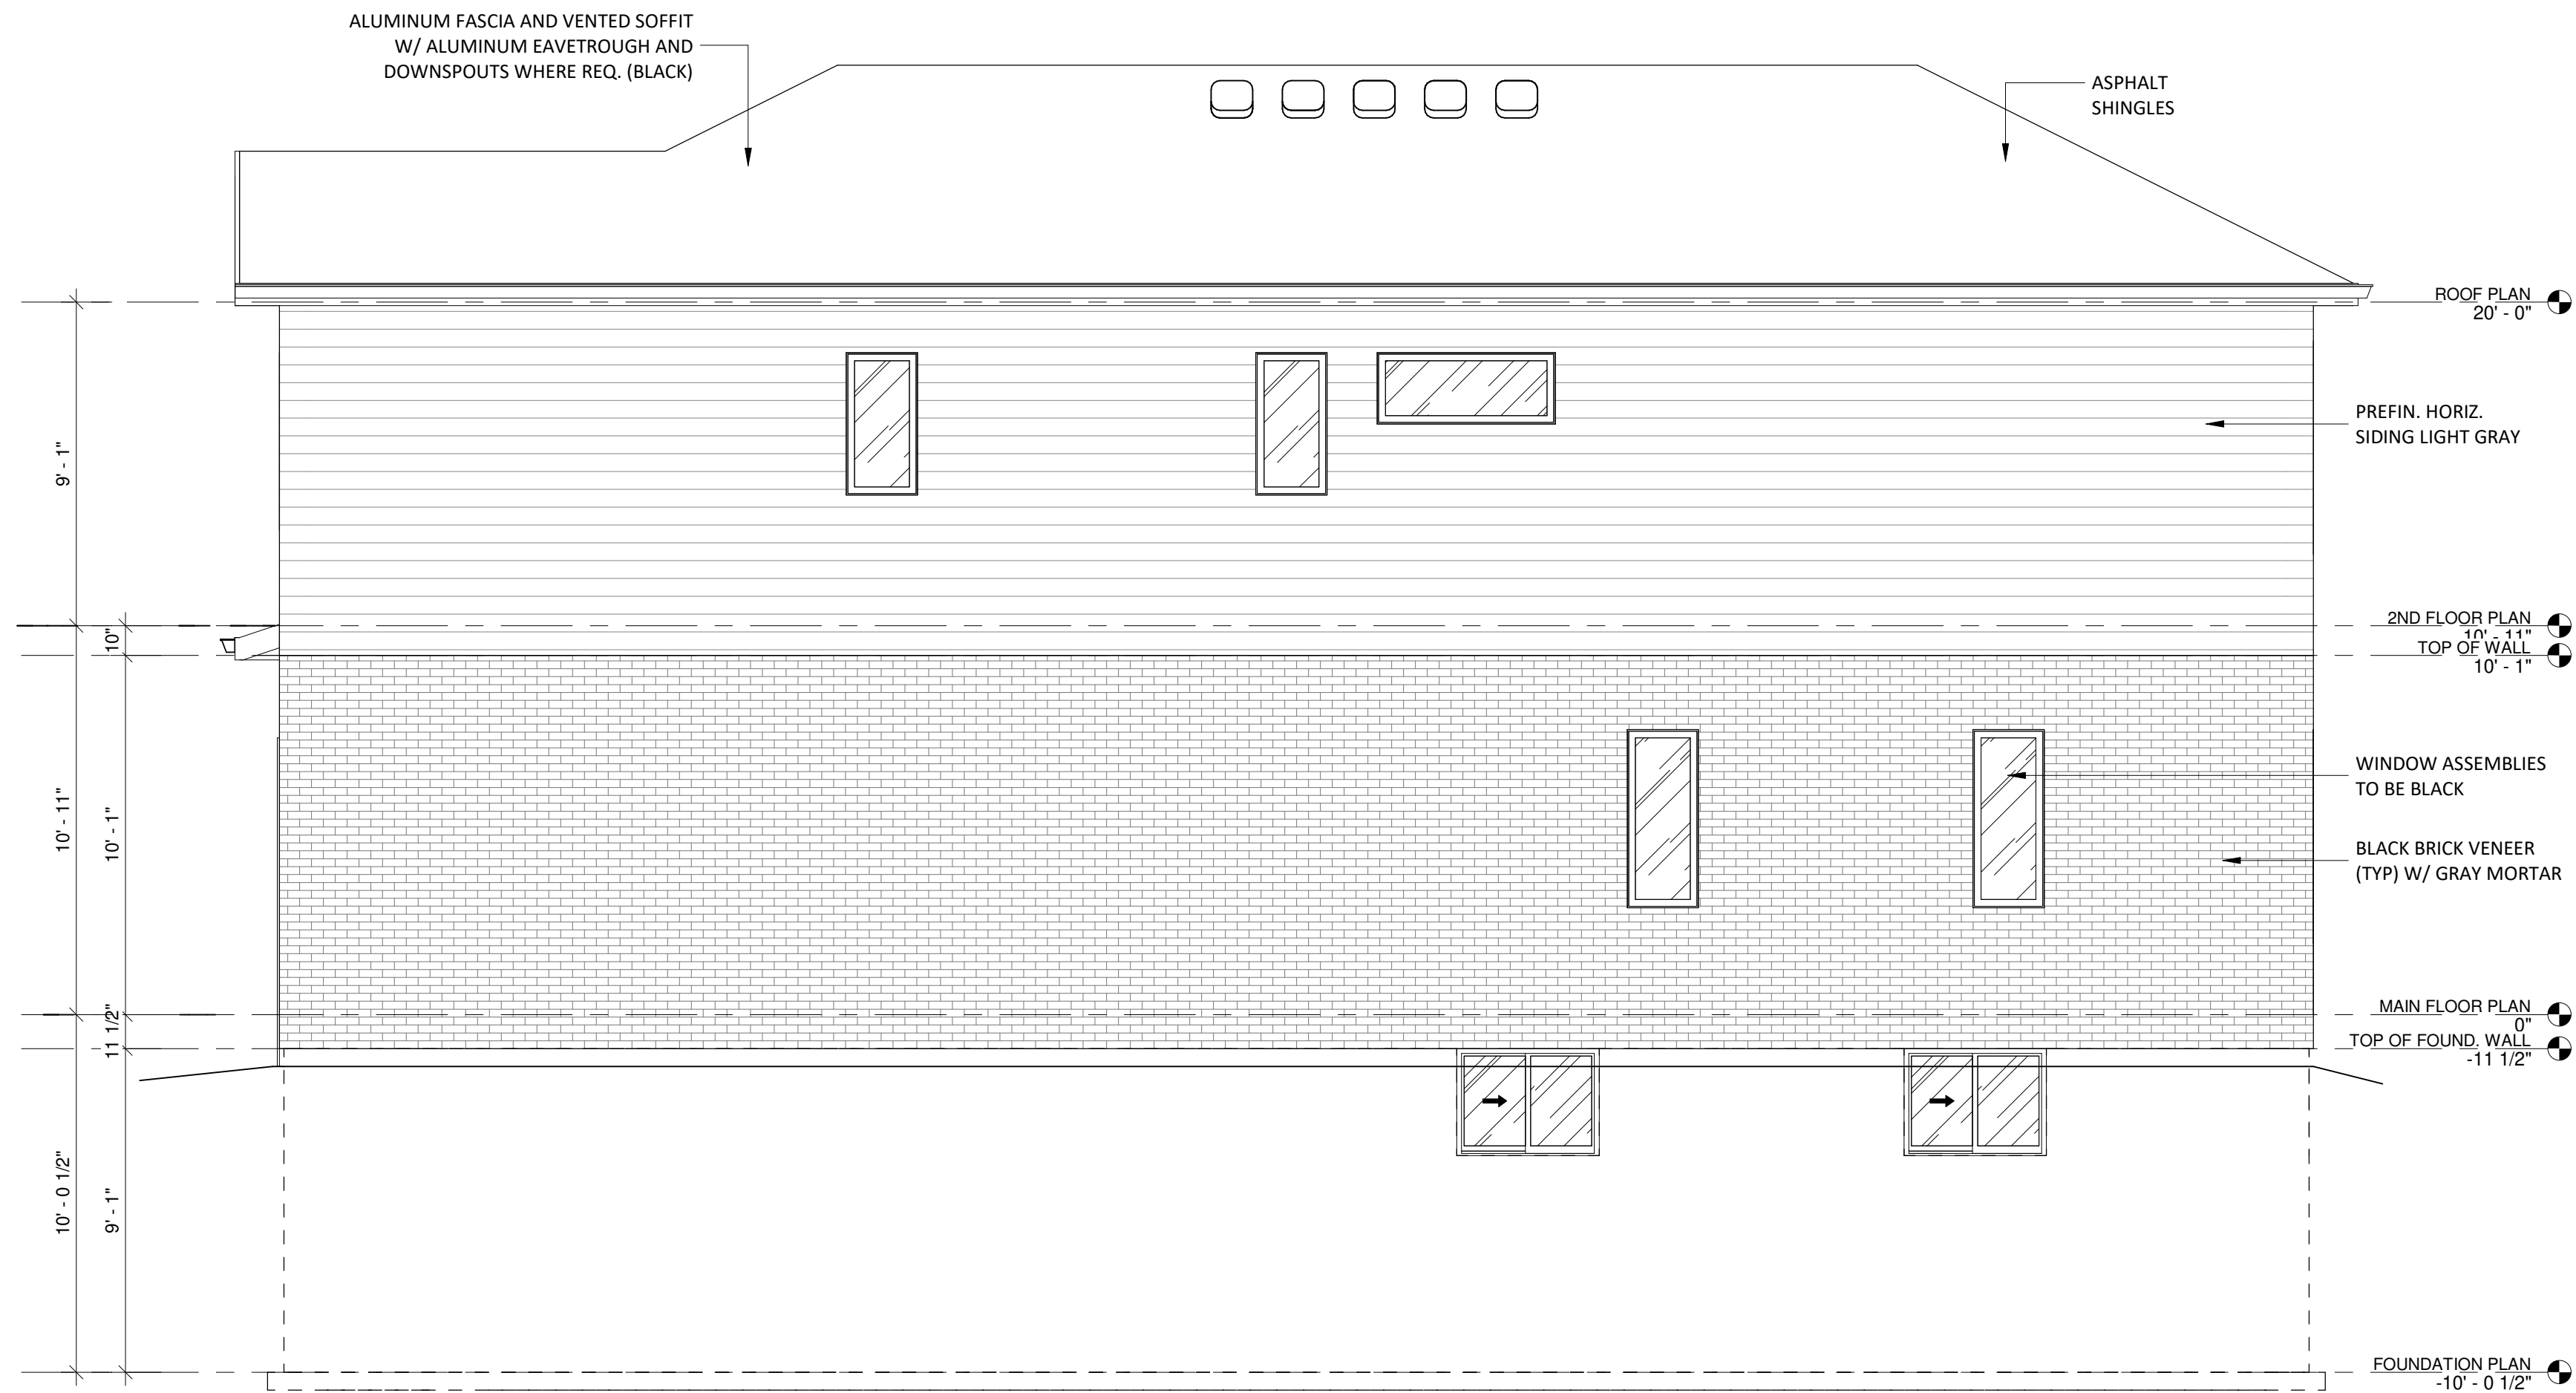 ALUMINUM FASCIA AND VENTED SOFFIT
W/ ALUMINUM EAVETROUGH AND
DOWNSPOUTS WHERE REQ. (BLACK)
ASPHALT
SHINGLES
ROOF PLAN
20' - 0"
PREFIN. HORIZ.
SIDING LIGHT GRAY
9' - 1"
2ND FLOOR PLAN
10' - 11"
10"
TOP OF WALL
10' - 1"
WINDOW ASSEMBLIES
TO BE BLACK
10' - 11"
10' - 1"
BLACK BRICK VENEER
(TYP) W/ GRAY MORTAR
MAIN FLOOR PLAN
0"
11 1/2"
TOP OF FOUND. WALL
-11 1/2"
10' - 0 1/2"
9' - 1"
FOUNDATION PLAN
-10' - 0 1/2"